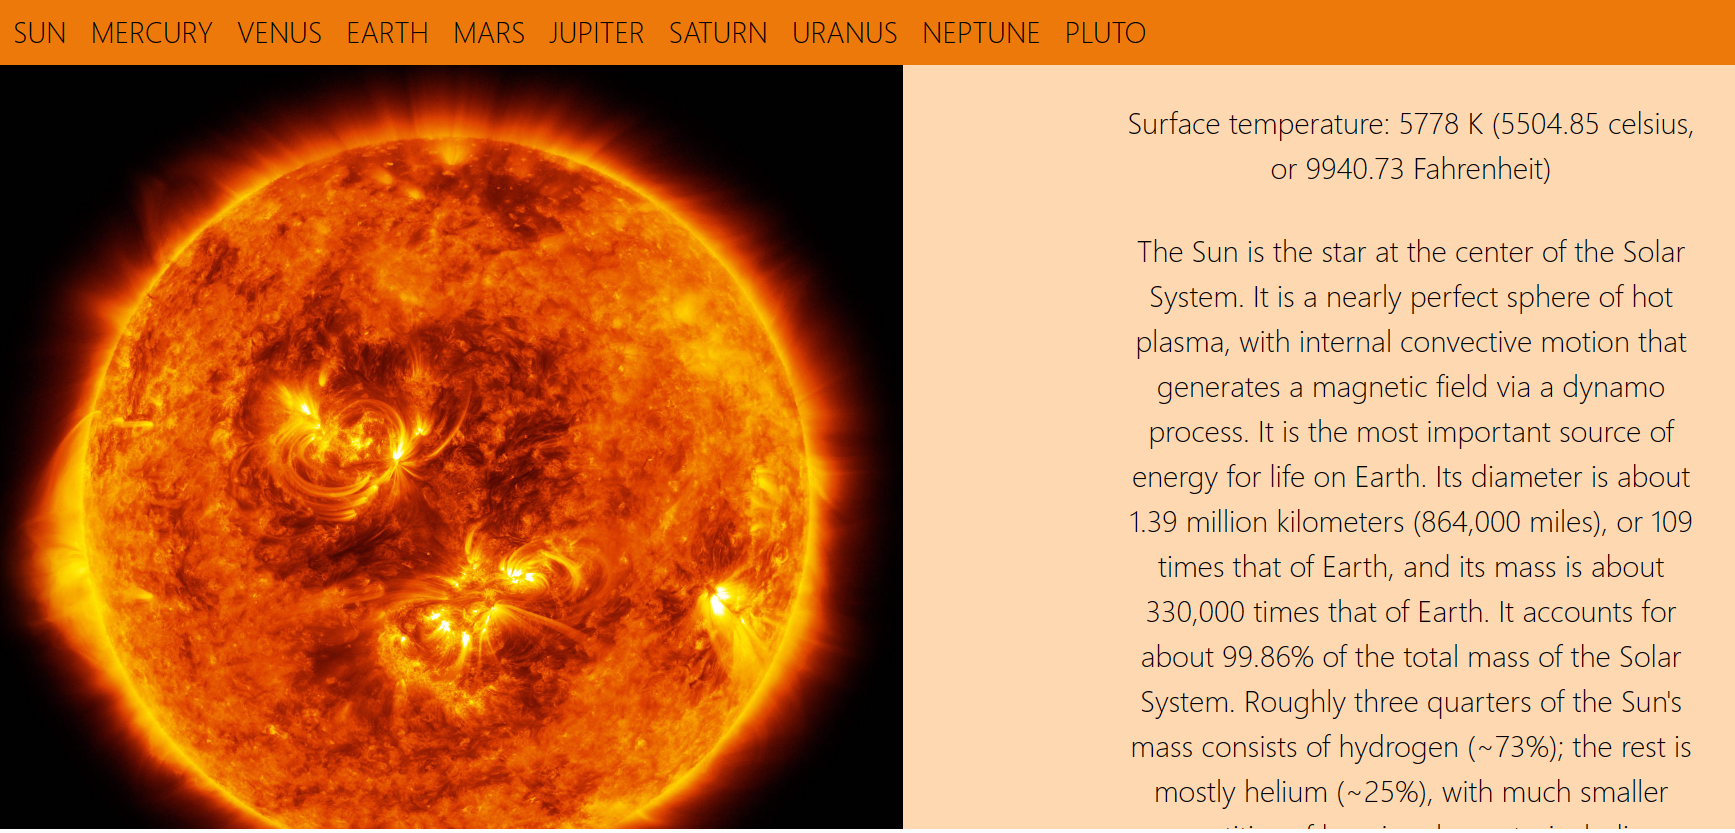 SUN MERCURY VENUS EARTH MARS JUPITER SATURN URANUS NEPTUNE PLUTO
Surface temperature: 5778 K (5504.85 celsius,
or 9940.73 Fahrenheit)
The Sun is the star at the center of the Solar
System. It is a nearly perfect sphere of hot
plasma, with internal convective motion that
generates a magnetic field via a dynamo
process. It is the most important source of
energy for life on Earth. Its diameter is about
1.39 million kilometers (864,000 miles), or 109
times that of Earth, and its mass is about
330,000 times that of Earth. It accounts for
about 99.86% of the total mass of the Solar
System. Roughly three quarters of the Sun's
mass consists of hydrogen (~73%); the rest is
mostly helium (~25%), with much smaller